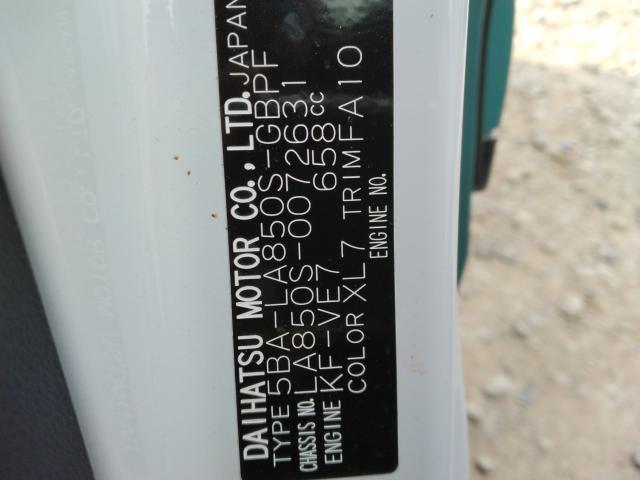 DAIHATSU MOTOR CO., LTD. JAPAN
TYPE 5BA-LA850S-GBPF
CHASSIS NO. LA850S-0072631
ENGINE KF-VE7 658cc
COLOR XL7 TRIM FA10
ENGINE NO.